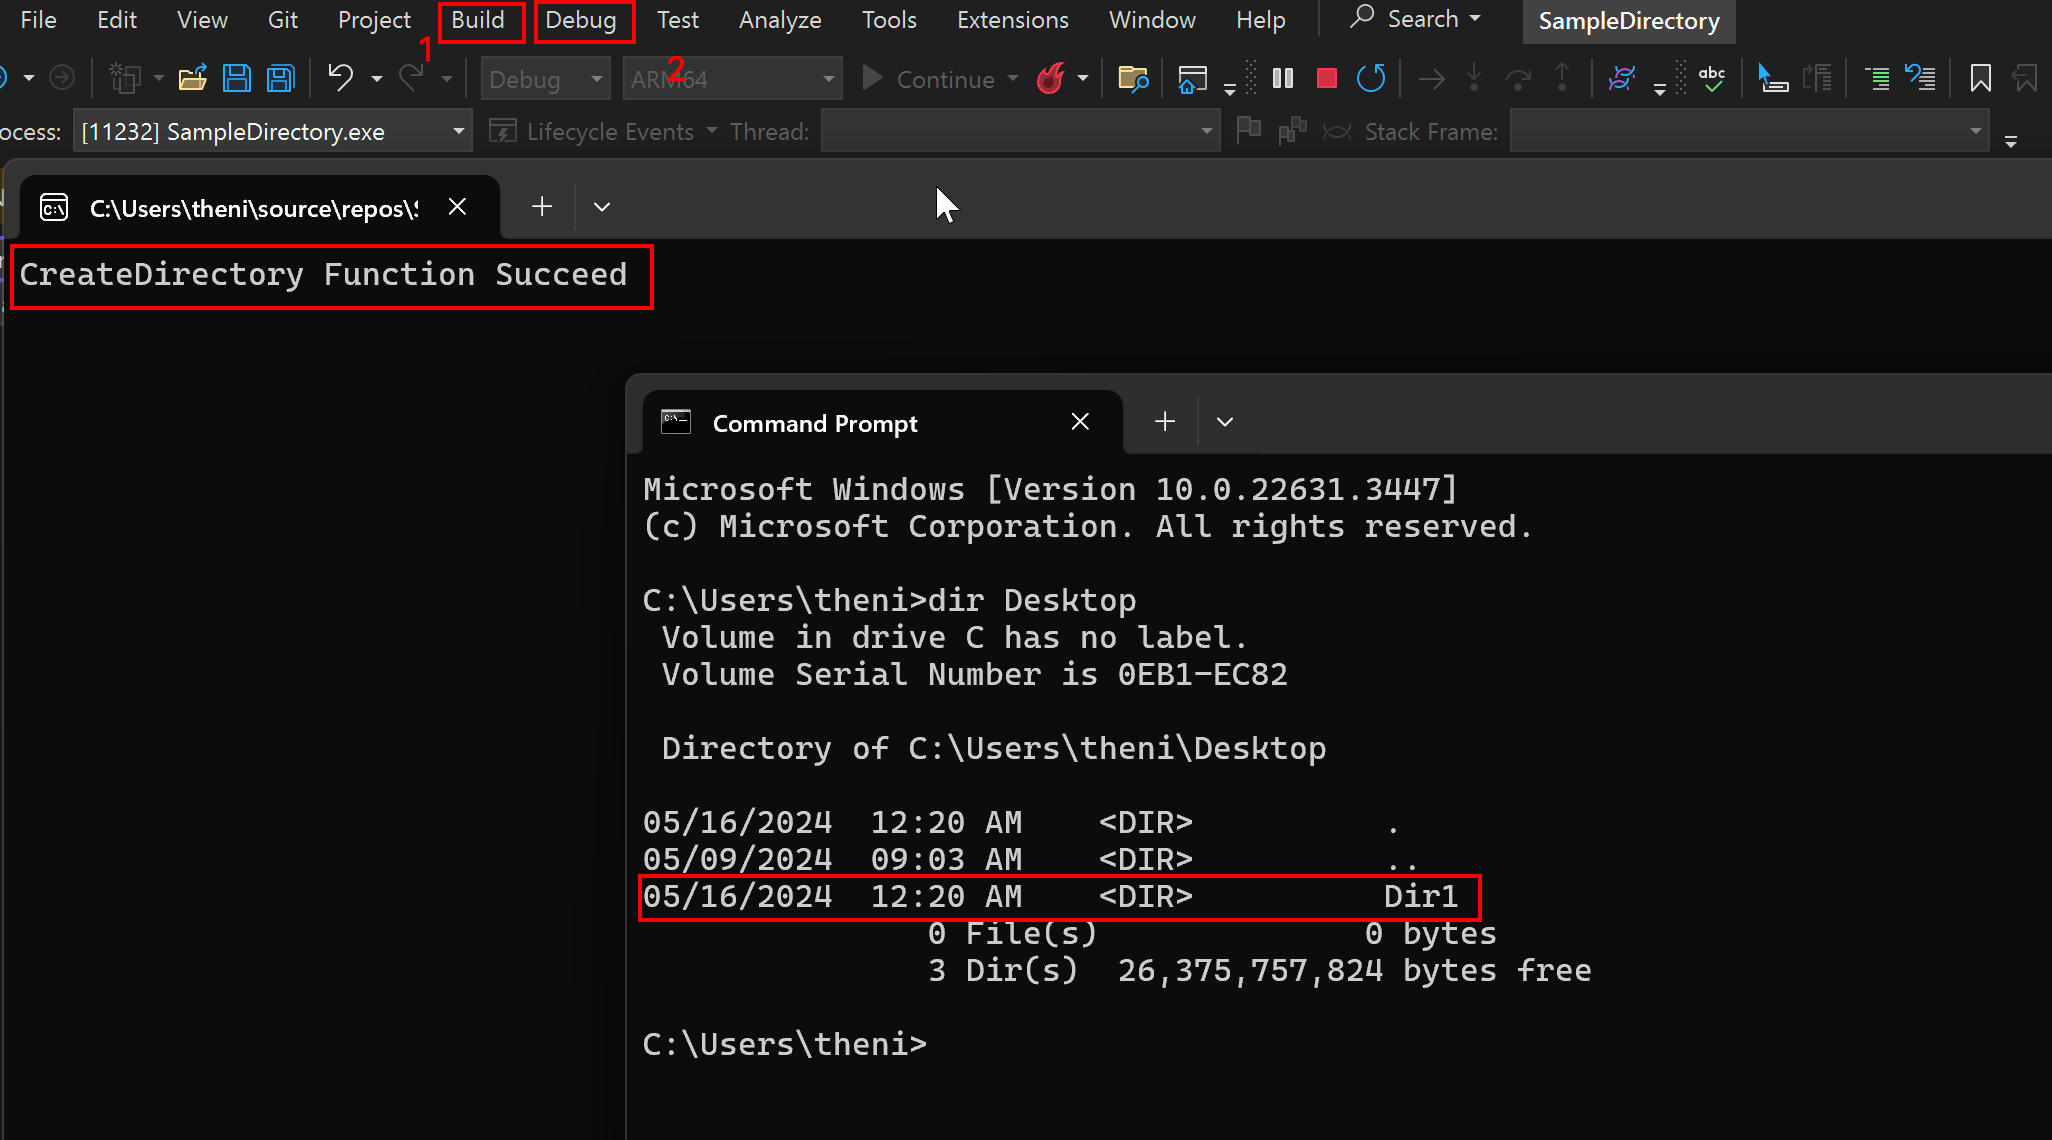 File Edit View Git Project Build Debug Test Analyze Tools Extensions Window Help Search SampleDirectory
1 2
Debug ARM64 Continue abc
ocess: [11232] SampleDirectory.exe Lifecycle Events Thread: Stack Frame:
C:\Users\theni\source\repos\
CreateDirectory Function Succeed
Command Prompt
Microsoft Windows [Version 10.0.22631.3447]
(c) Microsoft Corporation. All rights reserved.
C:\Users\theni>dir Desktop
Volume in drive C has no label.
Volume Serial Number is 0EB1-EC82
Directory of C:\Users\theni\Desktop
05/16/2024 12:20 AM <DIR> .
05/09/2024 09:03 AM <DIR> ..
05/16/2024 12:20 AM <DIR> Dir1
0 File(s) 0 bytes
3 Dir(s) 26,375,757,824 bytes free
C:\Users\theni>